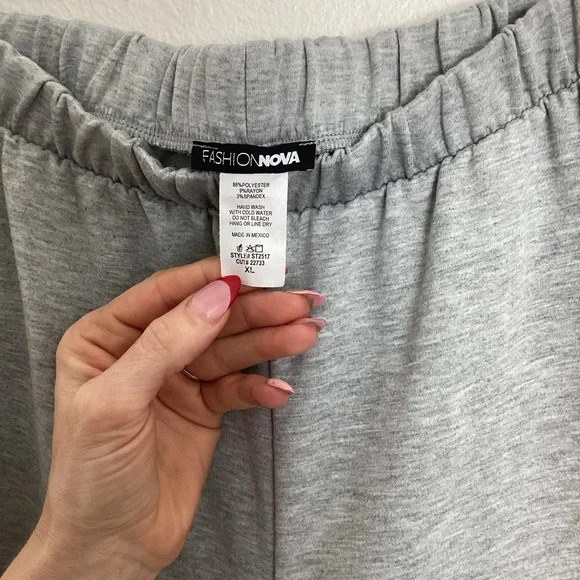 FASHIONNOVA
88%POLYESTER
9%RAYON
3%SPANDEX
HAND WASH
WITH COLD WATER
DO NOT BLEACH
HANG OR LINE DRY
MADE IN MEXICO
STYLE# ST2517
CUT# 22733
XL